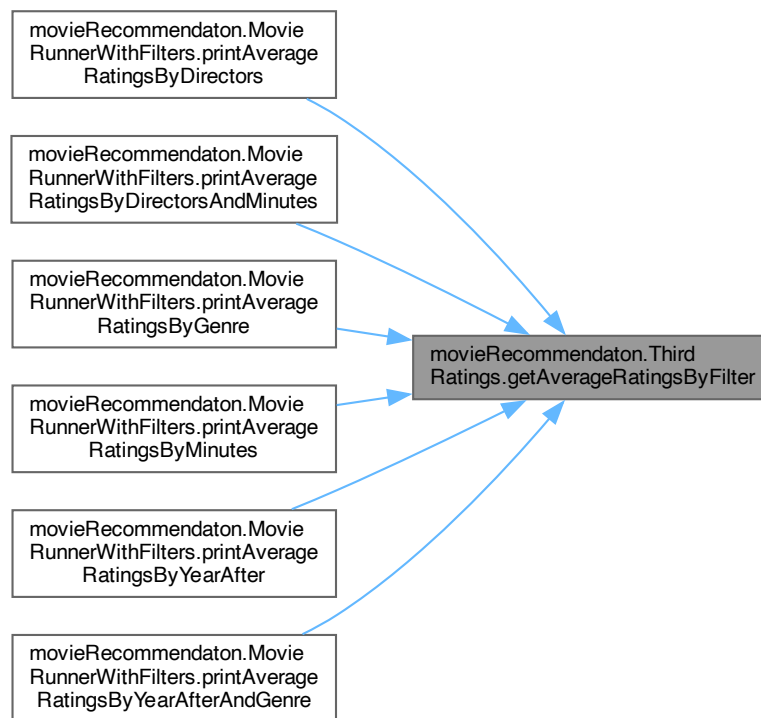 movieRecommendaton.Movie
RunnerWithFilters.printAverage
RatingsByDirectors
movieRecommendaton.Movie
RunnerWithFilters.printAverage
RatingsByDirectorsAndMinutes
movieRecommendaton.Movie
RunnerWithFilters.printAverage
RatingsByGenre
movieRecommendaton.Third
Ratings.getAverageRatingsByFilter
movieRecommendaton.Movie
RunnerWithFilters.printAverage
RatingsByMinutes
movieRecommendaton.Movie
RunnerWithFilters.printAverage
RatingsByYearAfter
movieRecommendaton.Movie
RunnerWithFilters.printAverage
RatingsByYearAfterAndGenre